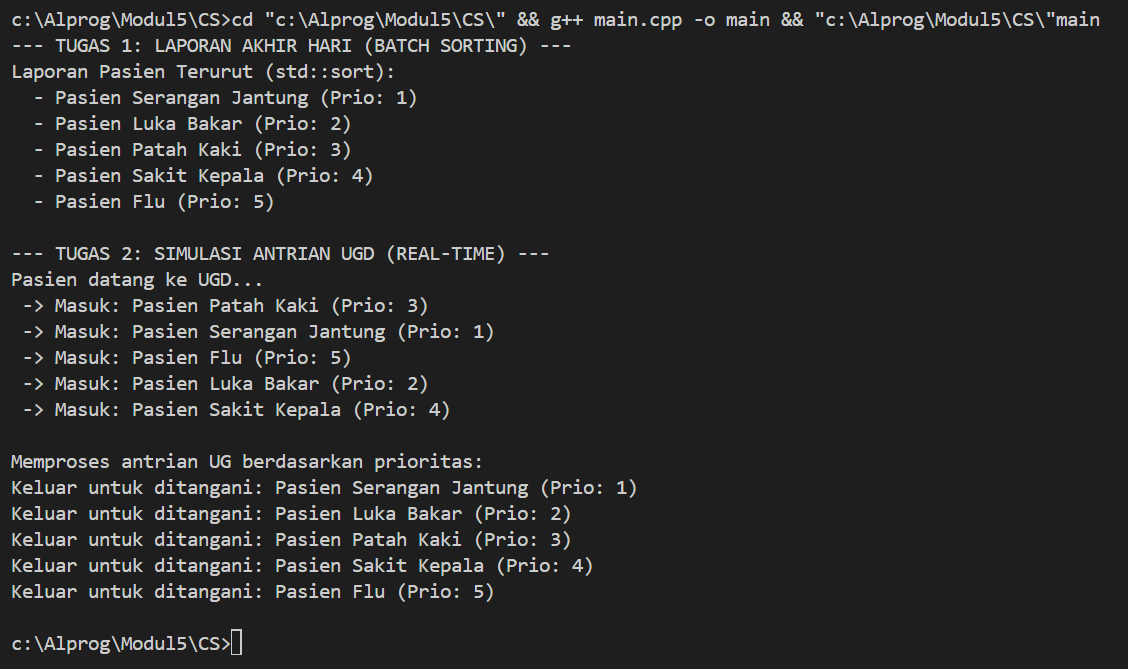 c:\Alprog\Modul5\CS>cd "c:\Alprog\Modul5\CS\" && g++ main.cpp -o main && "c:\Alprog\Modul5\CS\"main
--- TUGAS 1: LAPORAN AKHIR HARI (BATCH SORTING) ---
Laporan Pasien Terurut (std::sort):
  - Pasien Serangan Jantung (Prio: 1)
  - Pasien Luka Bakar (Prio: 2)
  - Pasien Patah Kaki (Prio: 3)
  - Pasien Sakit Kepala (Prio: 4)
  - Pasien Flu (Prio: 5)

--- TUGAS 2: SIMULASI ANTRIAN UGD (REAL-TIME) ---
Pasien datang ke UGD...
 -> Masuk: Pasien Patah Kaki (Prio: 3)
 -> Masuk: Pasien Serangan Jantung (Prio: 1)
 -> Masuk: Pasien Flu (Prio: 5)
 -> Masuk: Pasien Luka Bakar (Prio: 2)
 -> Masuk: Pasien Sakit Kepala (Prio: 4)

Memproses antrian UG berdasarkan prioritas:
Keluar untuk ditangani: Pasien Serangan Jantung (Prio: 1)
Keluar untuk ditangani: Pasien Luka Bakar (Prio: 2)
Keluar untuk ditangani: Pasien Patah Kaki (Prio: 3)
Keluar untuk ditangani: Pasien Sakit Kepala (Prio: 4)
Keluar untuk ditangani: Pasien Flu (Prio: 5)

c:\Alprog\Modul5\CS>